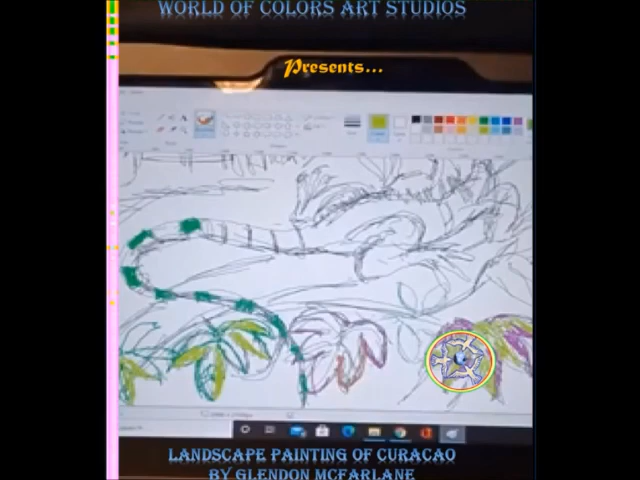 WORLD OF COLORS ART STUDIOS
Presents...
A
LANDSCAPE PAINTING OF CURACAO
BY GLENDON MCFARLANE